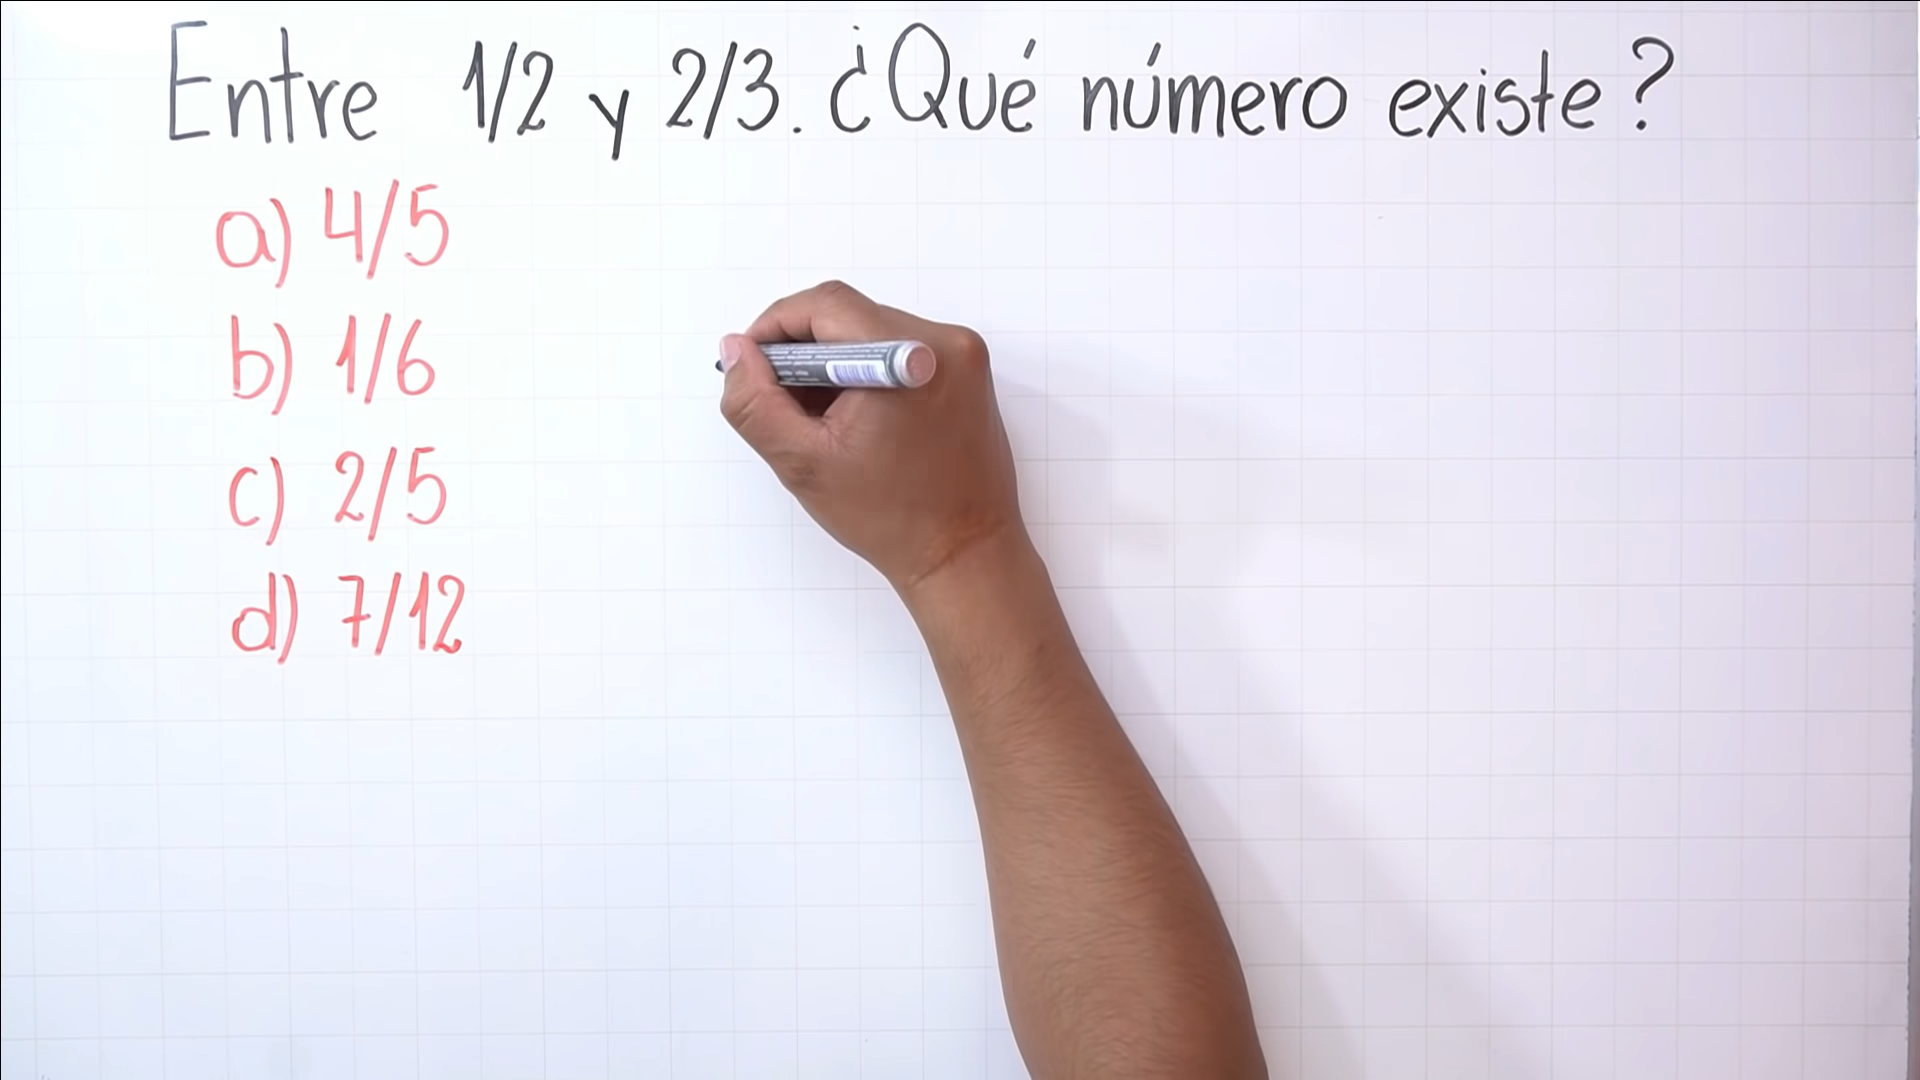 Entre 1/2 y 2/3. ¿Qué número existe?
a) 4/5
b) 1/6
c) 2/5
d) 7/12